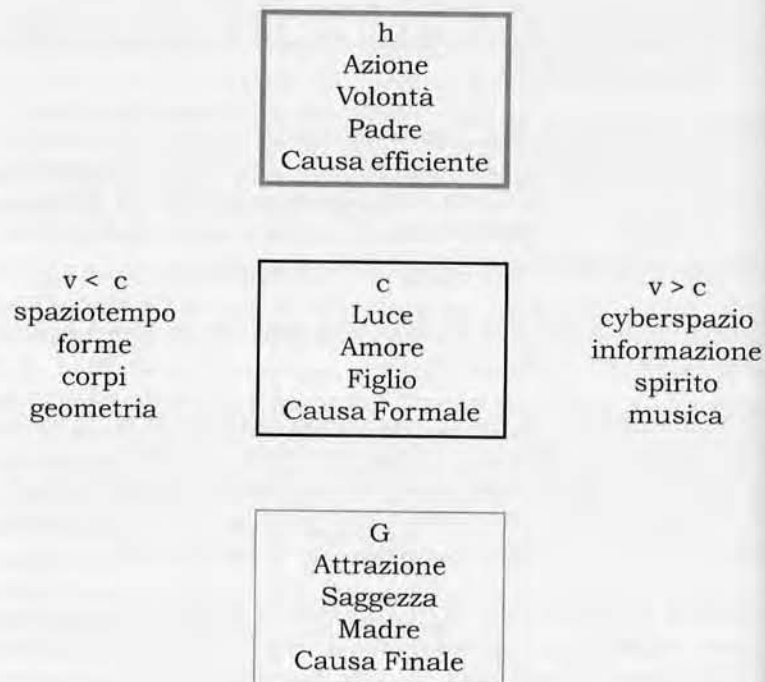 h
Azione
Volontà
Padre
Causa efficiente
v < c
spaziotempo
forme
corpi
geometria
c
Luce
Amore
Figlio
Causa Formale
v > c
cyberspazio
informazione
spirito
musica
G
Attrazione
Saggezza
Madre
Causa Finale